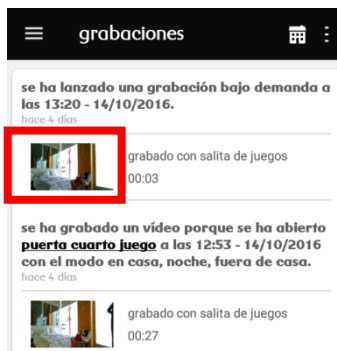 grabaciones
se ha lanzado una grabación bajo demanda a
las 13:20 - 14/10/2016.
hace 4 días
grabado con salita de juegos
00:03
se ha grabado un vídeo porque se ha abierto
puerta cuarto juego a las 12:53 - 14/10/2016
con el modo en casa, noche, fuera de casa.
hace 4 días
grabado con salita de juegos
00:27